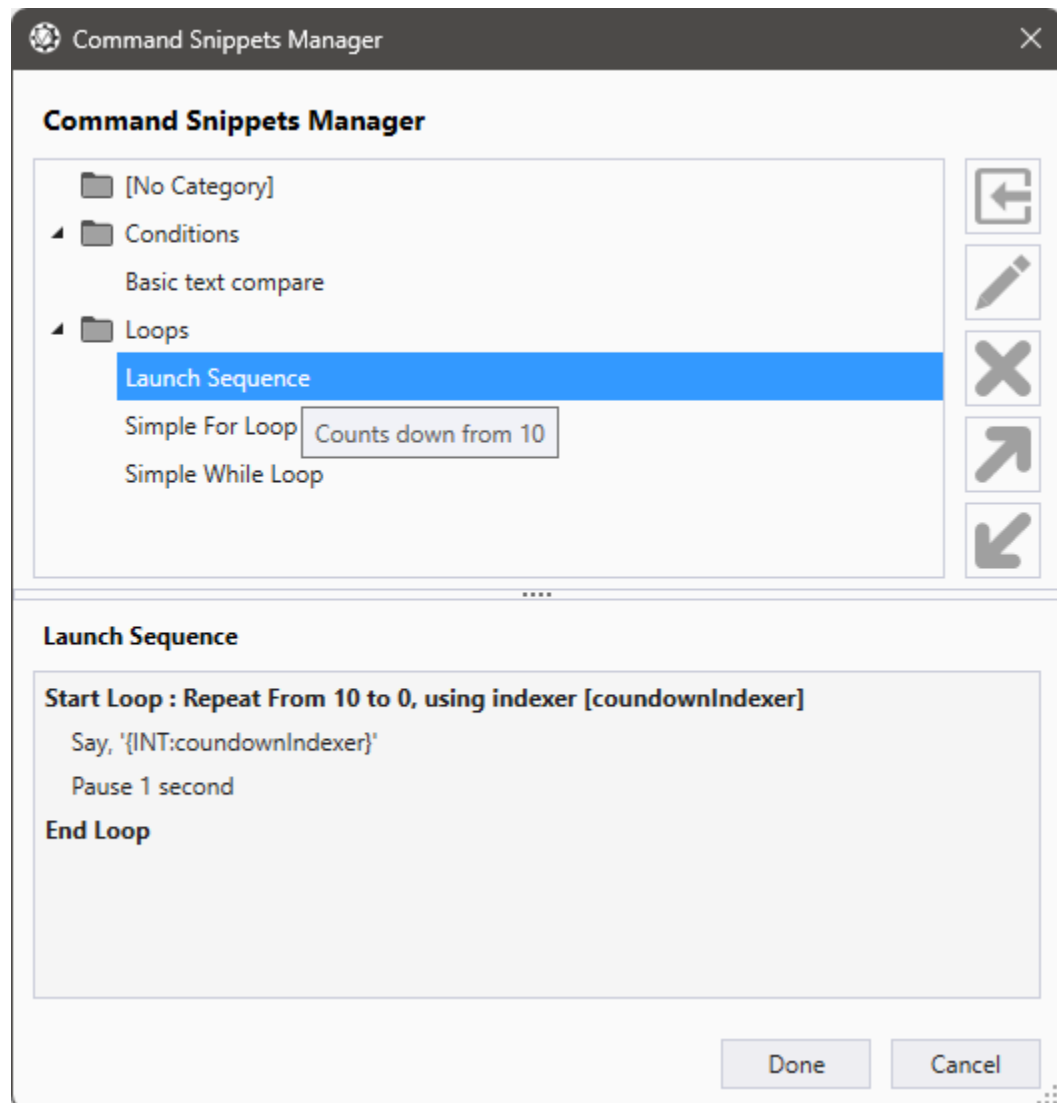 Command Snippets Manager
Command Snippets Manager
[No Category]
Conditions
Basic text compare
Loops
Launch Sequence
Simple For Loop
Counts down from 10
Simple While Loop
Launch Sequence
Start Loop : Repeat From 10 to 0, using indexer [coundownIndexer]
Say, '{INT:coundownIndexer}'
Pause 1 second
End Loop
Done
Cancel